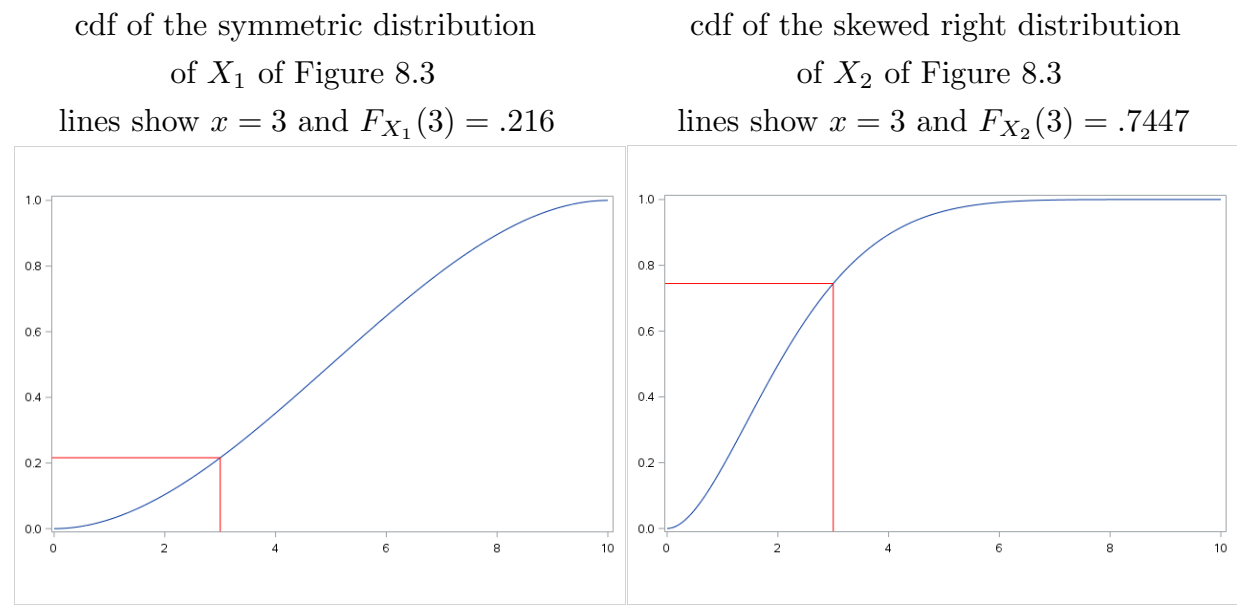 cdf of the symmetric distribution
of X₁ of Figure 8.3
lines show x = 3 and F_{X₁}(3) = .216
1.0
0.8
0.6
0.4
0.2
0.0
0 2 4 6 8 10
cdf of the skewed right distribution
of X₂ of Figure 8.3
lines show x = 3 and F_{X₂}(3) = .7447
1.0
0.8
0.6
0.4
0.2
0.0
0 2 4 6 8 10